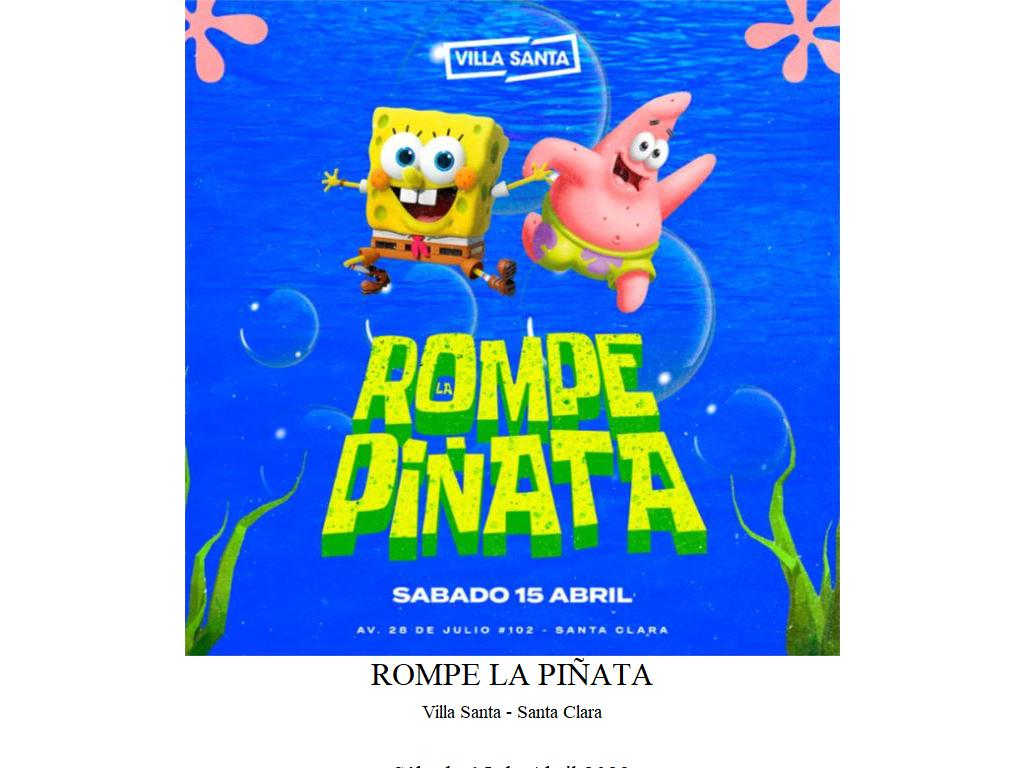 VILLA SANTA
ROMPE
LA
PIÑATA
SABADO 15 ABRIL
AV. 28 DE JULIO #102 - SANTA CLARA
ROMPE LA PIÑATA
Villa Santa - Santa Clara